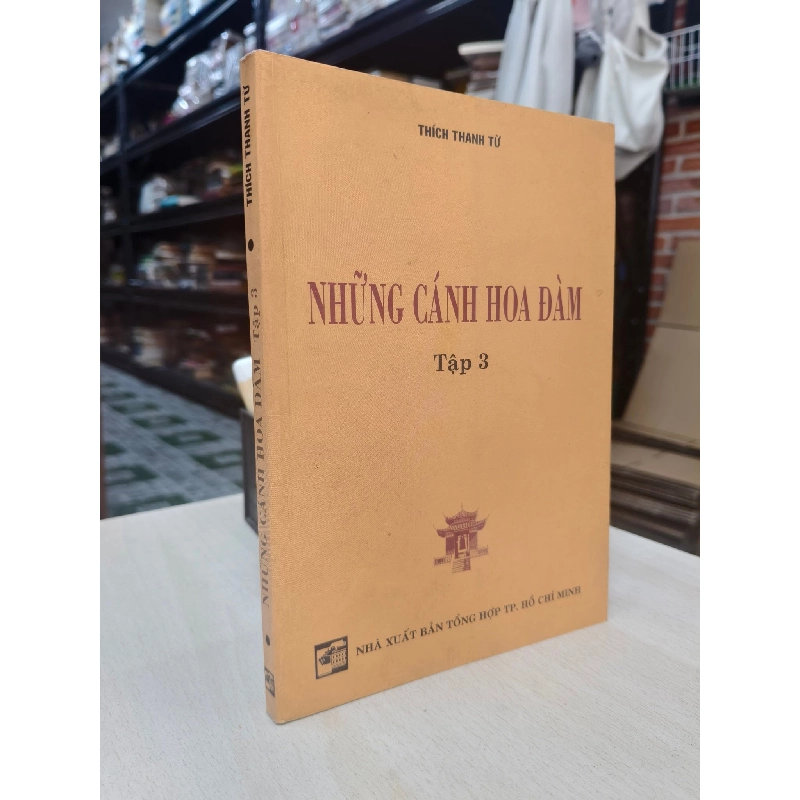 THÍCH THANH TỪ
NHỮNG CÁNH HOA ĐÀM
Tập 3
NHÀ XUẤT BẢN TỔNG HỢP TP. HỒ CHÍ MINH
THÍCH THANH TỪ • NHỮNG CÁNH HOA ĐÀM Tập 3 •